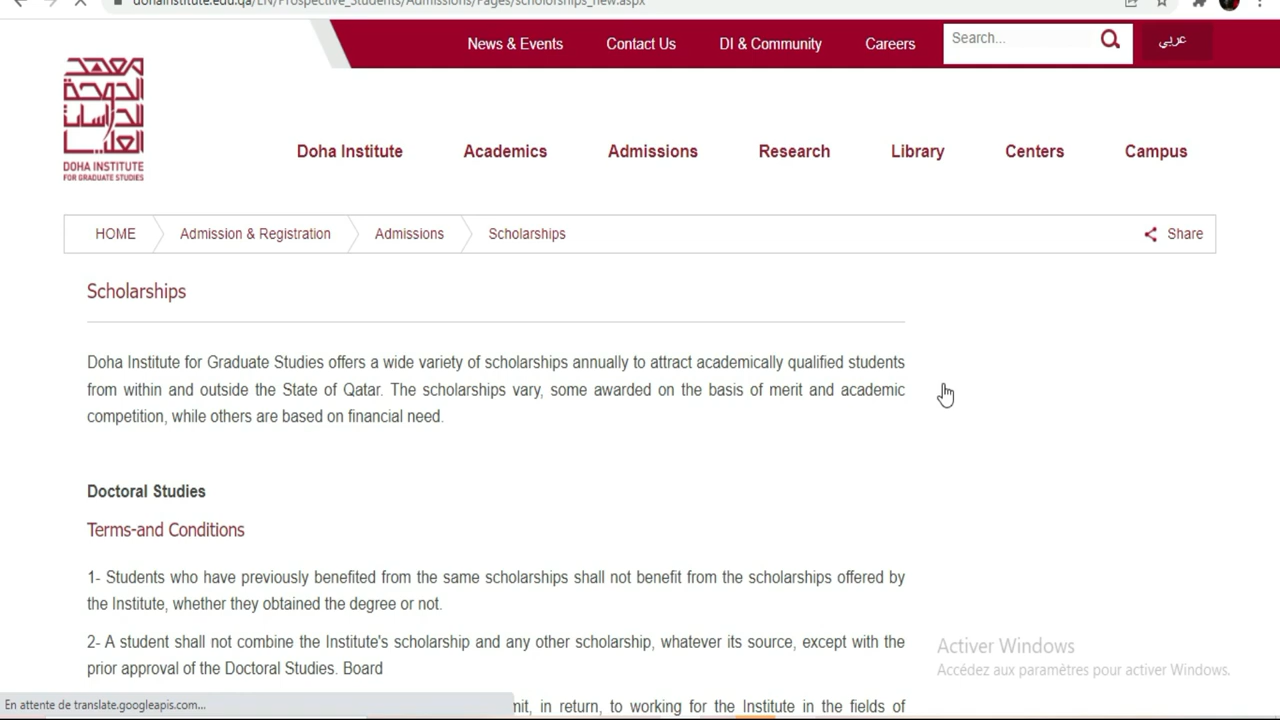 dohainstitute.edu.qa/EN/Prospective_Students/Admissions/Pages/scholorships_new.aspx
News & Events
Contact Us
DI & Community
Careers
Search...
عربي
معهد
الدوحة
للدراسات
العليا
DOHA INSTITUTE
FOR GRADUATE STUDIES
Doha Institute
Academics
Admissions
Research
Library
Centers
Campus
HOME
Admission & Registration
Admissions
Scholarships
Share
Scholarships
Doha Institute for Graduate Studies offers a wide variety of scholarships annually to attract academically qualified students
from within and outside the State of Qatar. The scholarships vary, some awarded on the basis of merit and academic
competition, while others are based on financial need.
Doctoral Studies
Terms-and Conditions
1- Students who have previously benefited from the same scholarships shall not benefit from the scholarships offered by
the Institute, whether they obtained the degree or not.
2- A student shall not combine the Institute's scholarship and any other scholarship, whatever its source, except with the
prior approval of the Doctoral Studies. Board
in return, to working for the Institute in the fields of
Activer Windows
Accédez aux paramètres pour activer Windows.
En attente de translate.googleapis.com...